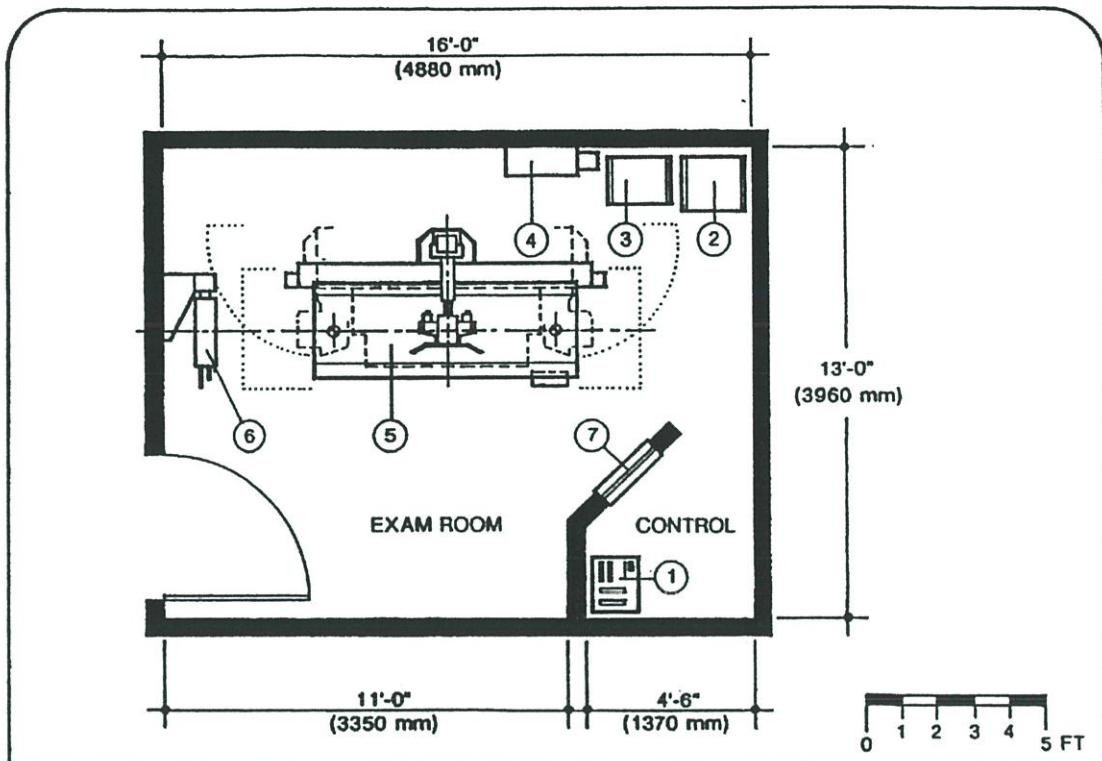 16'-0"
(4880 mm)
4
3
2
13'-0"
(3960 mm)
6
5
7
EXAM ROOM
CONTROL
1
11'-0"
(3350 mm)
4'-6"
(1370 mm)
0 1 2 3 4 5 FT